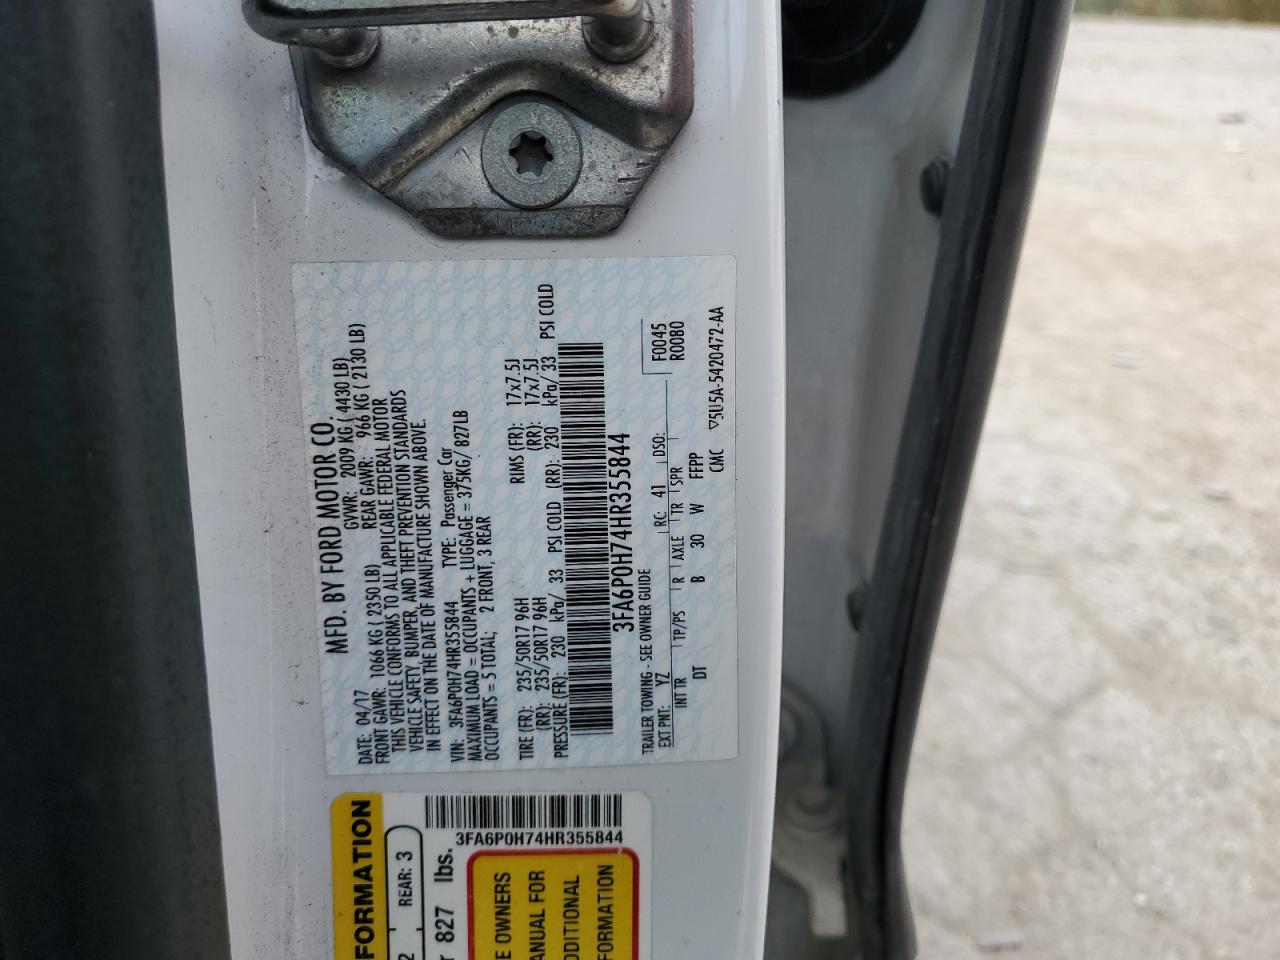 MFD. BY FORD MOTOR CO.
DATE: 04/17 GVWR: 2009 KG ( 4430 LB)
FRONT GAWR: 1066 KG ( 2350 LB) REAR GAWR: 966 KG ( 2130 LB)
THIS VEHICLE CONFORMS TO ALL APPLICABLE FEDERAL MOTOR
VEHICLE SAFETY, BUMPER, AND THEFT PREVENTION STANDARDS
IN EFFECT ON THE DATE OF MANUFACTURE SHOWN ABOVE.
VIN: 3FA6P0H74HR355844 TYPE: Passenger Car
MAXIMUM LOAD = OCCUPANTS + LUGGAGE = 375KG/ 827LB
OCCUPANTS = 5 TOTAL; 2 FRONT, 3 REAR
TIRE (FR): 235/50R17 96H RIMS (FR): 17x7.5J
(RR): 235/50R17 96H (RR): 17x7.5J
PRESSURE (FR): 230 kPa/ 33 PSI COLD (RR): 230 kPa/ 33 PSI COLD
3FA6P0H74HR355844
TRAILER TOWING - SEE OWNER GUIDE F0045
EXT PNT: YZ RC: 41 DSO: R0080
INT TR TP/PS R AXLE TR SPR
DT B 30 W FFPP
CMC ▽5U5A-5420472-AA
FORMATION
2 REAR: 3
r 827 lbs.
3FA6P0H74HR355844
E OWNERS
ANUAL FOR
DDITIONAL
FORMATION